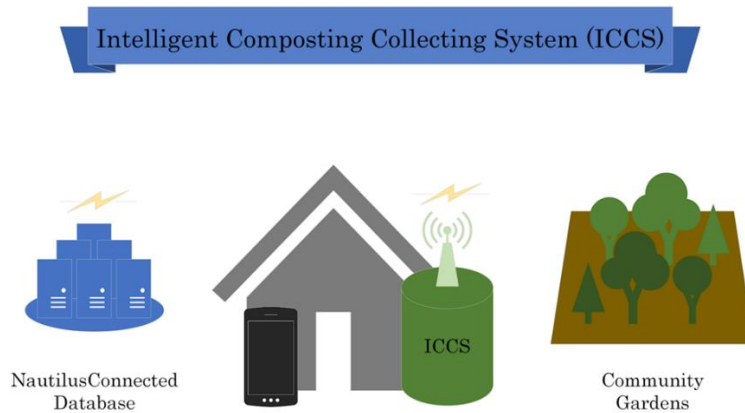 Intelligent Composting Collecting System (ICCS)
ICCS
NautilusConnected
Database
Community
Gardens